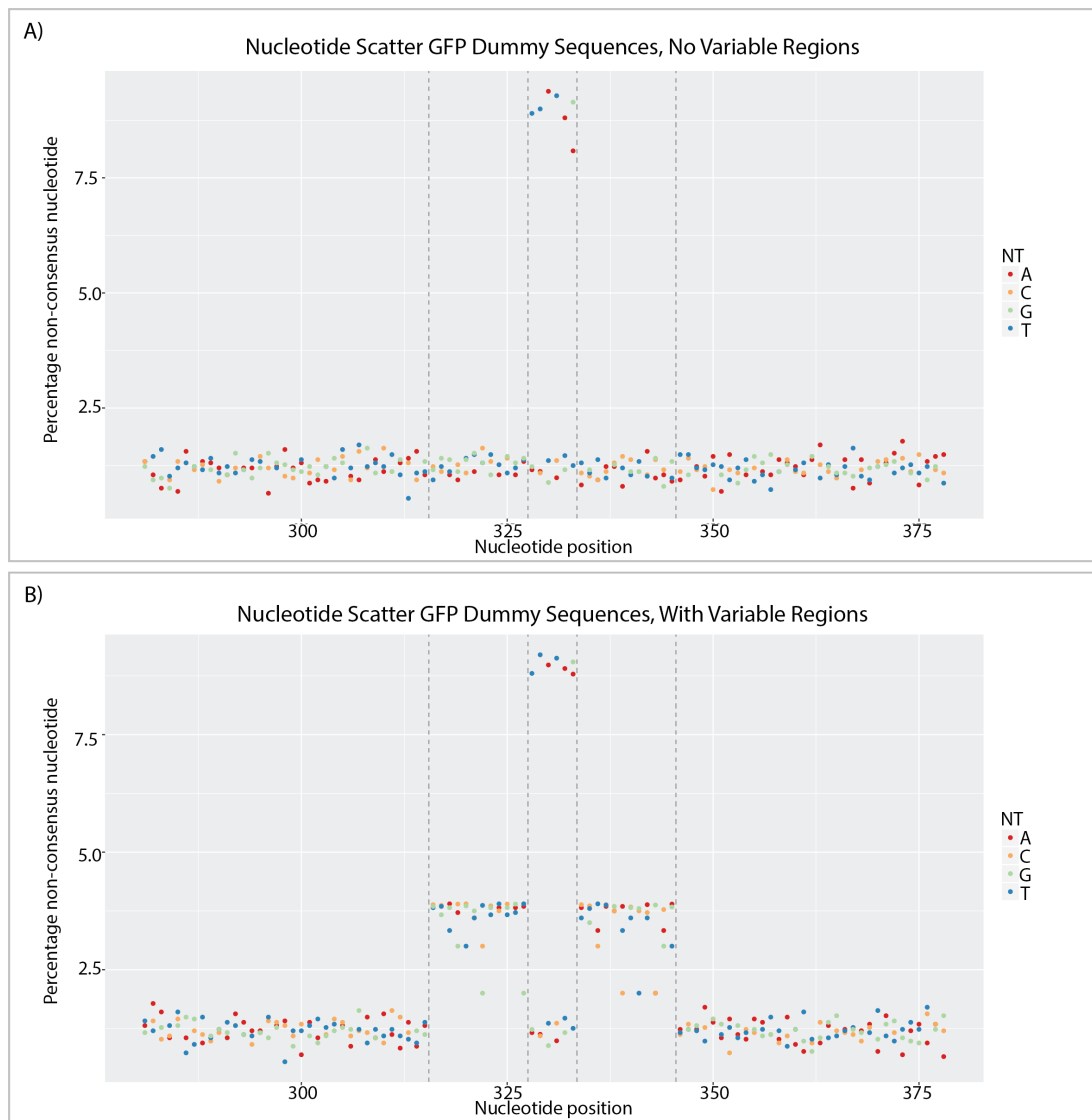 A)
Nucleotide Scatter GFP Dummy Sequences, No Variable Regions
Percentage non-consensus nucleotide
7.5
5.0
2.5
300
325
350
375
Nucleotide position
NT
A
C
G
T
B)
Nucleotide Scatter GFP Dummy Sequences, With Variable Regions
Percentage non-consensus nucleotide
7.5
5.0
2.5
300
325
350
375
Nucleotide position
NT
A
C
G
T